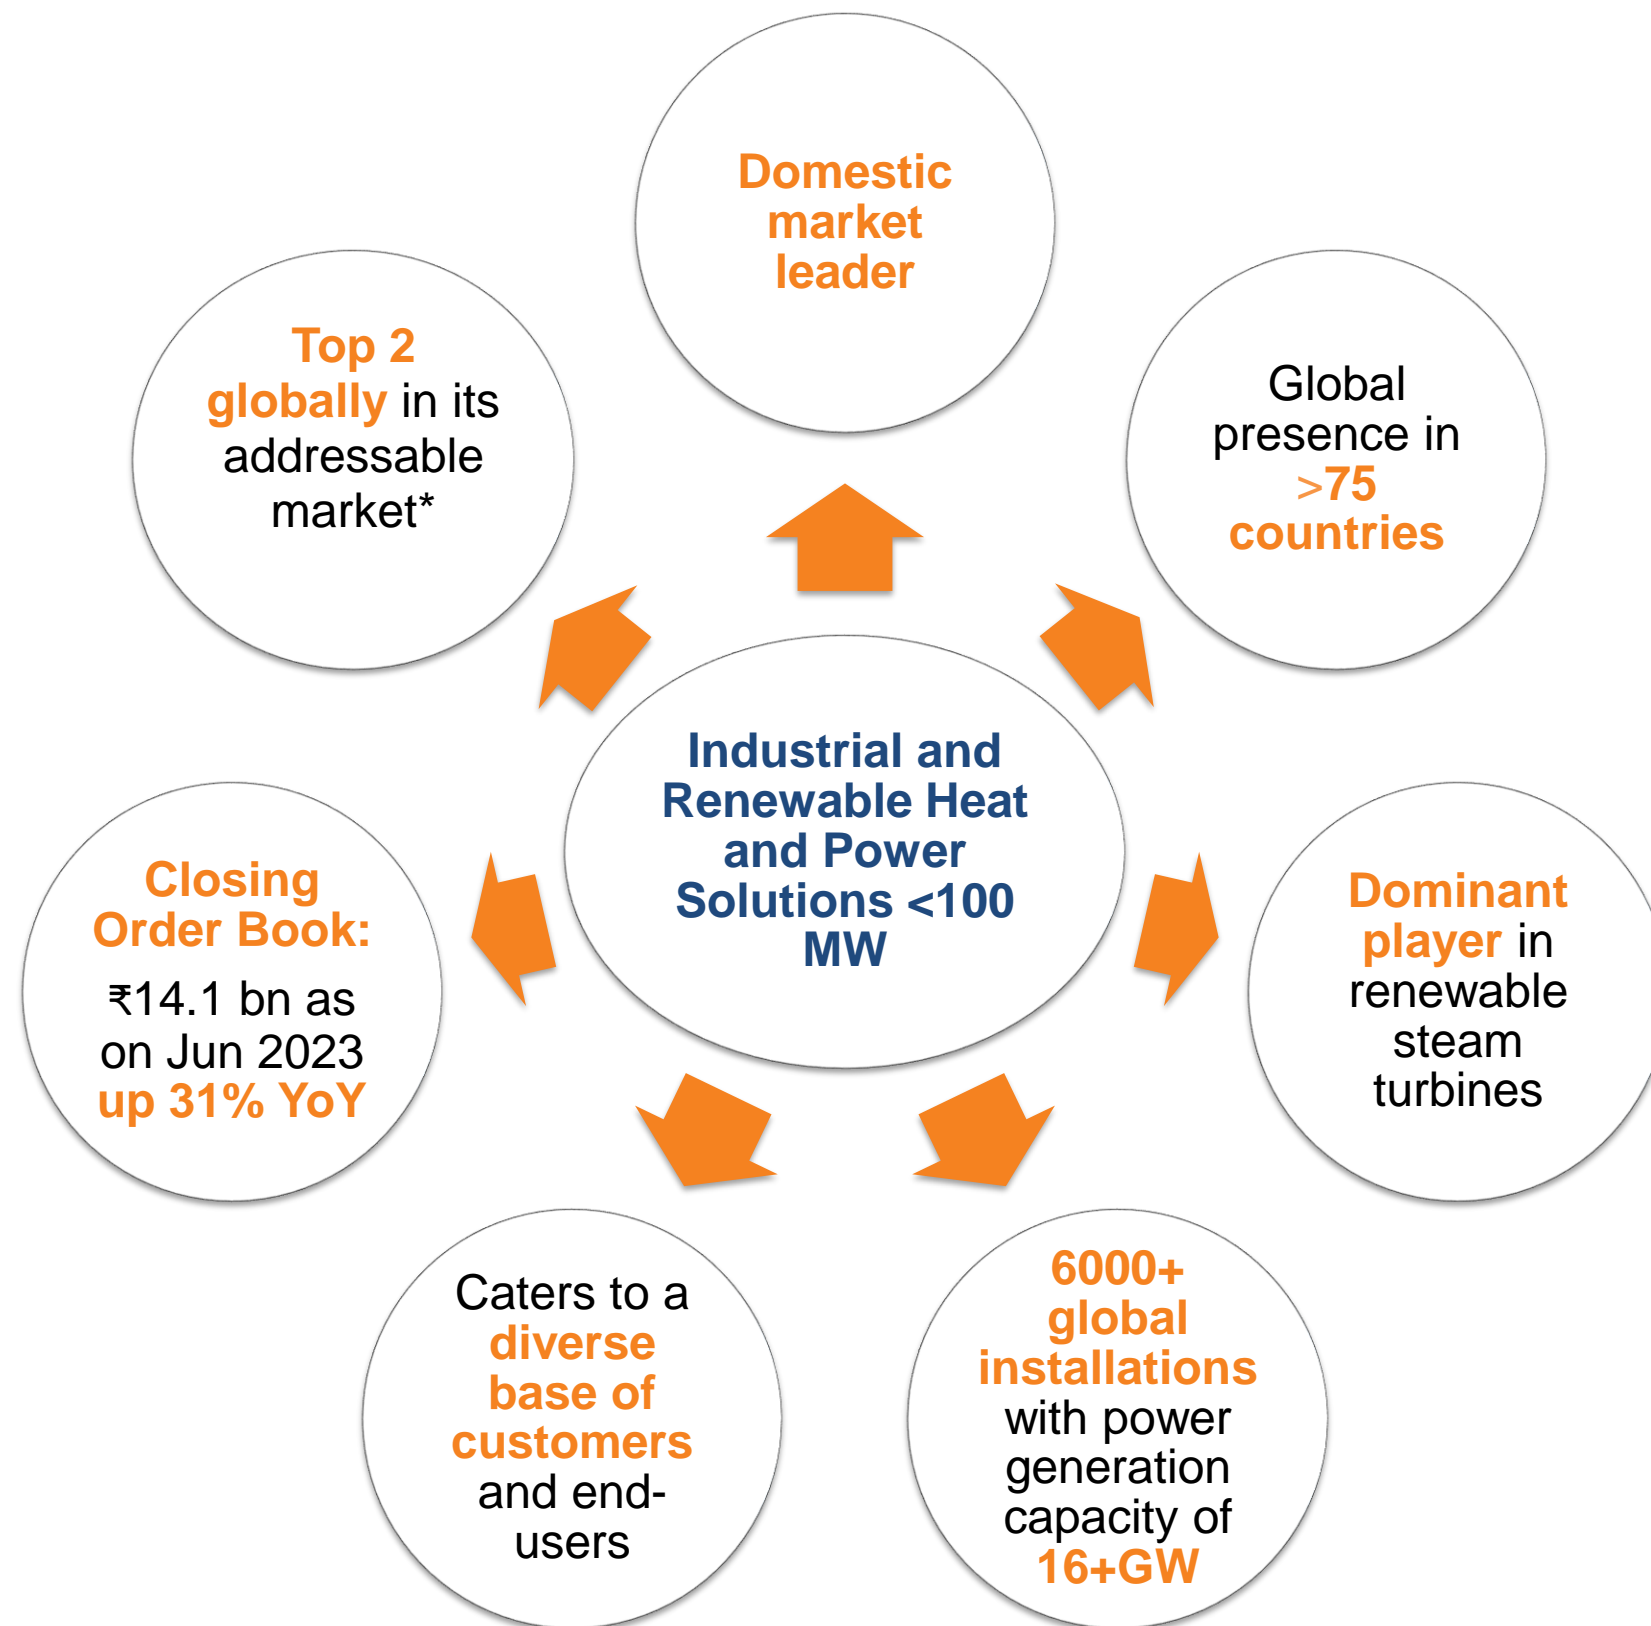 Domestic
market
leader
Top 2
globally in its
addressable
market*
Global
presence in
>75
countries
Industrial and
Renewable Heat
and Power
Solutions <100
MW
Closing
Order Book:
₹14.1 bn as
on Jun 2023
up 31% YoY
Dominant
player in
renewable
steam
turbines
Caters to a
diverse
base of
customers
and end-
users
6000+
global
installations
with power
generation
capacity of
16+GW